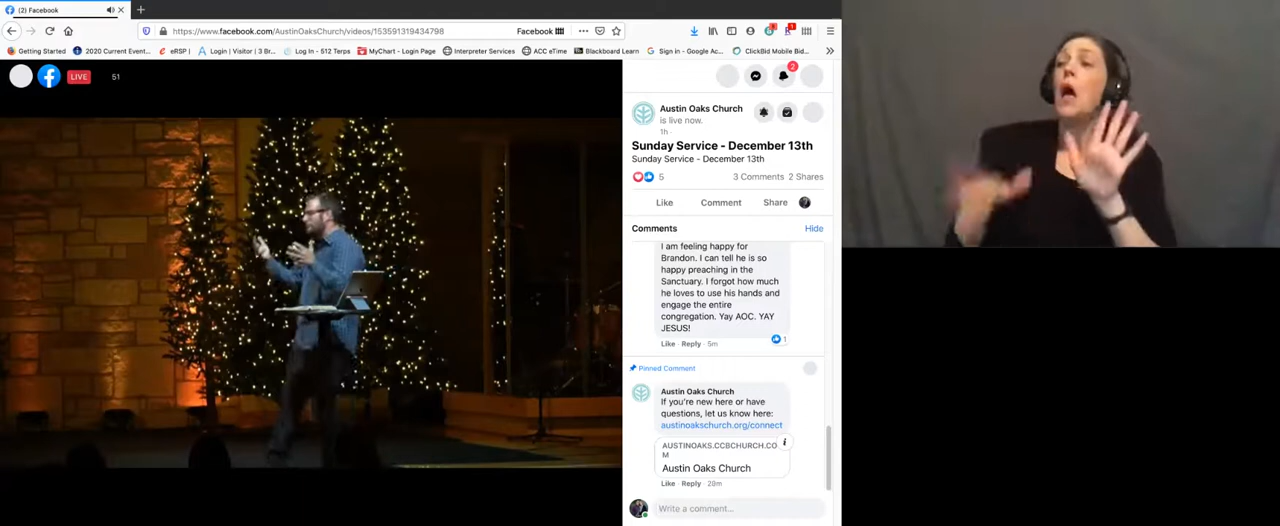 (2) Facebook
https://www.facebook.com/AustinOaksChurch/videos/153591319434798
Facebook
Getting Started
2020 Current Event...
eRSP |
Login | Visitor | 3 Br...
Log In - 512 Terps
MyChart - Login Page
Interpreter Services
ACC eTime
Blackboard Learn
Sign in - Google Ac...
ClickBid Mobile Bid...
LIVE
51
2
Austin Oaks Church
is live now.
1h ·
Sunday Service - December 13th
Sunday Service - December 13th
5
3 Comments 2 Shares
Like
Comment
Share
Comments
Hide
I am feeling happy for
Brandon. I can tell he is so
happy preaching in the
Sanctuary. I forgot how much
he loves to use his hands and
engage the entire
congregation. Yay AOC. YAY
JESUS!
1
Like · Reply · 5m
Pinned Comment
Austin Oaks Church
If you're new here or have
questions, let us know here:
austinoakschurch.org/connect
AUSTINOAKS.CCBCHURCH.CO
M
Austin Oaks Church
Like · Reply · 28m
Write a comment...